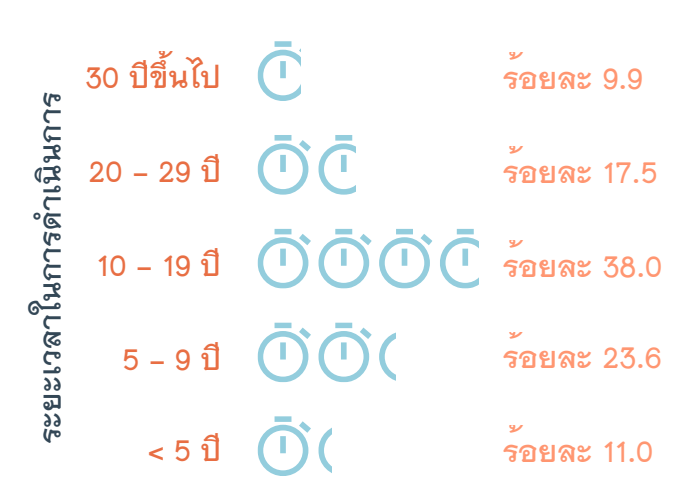 ระยะเวลาในการดำเนินการ
30 ปีขึ้นไป
ร้อยละ 9.9
20 – 29 ปี
ร้อยละ 17.5
10 – 19 ปี
ร้อยละ 38.0
5 – 9 ปี
ร้อยละ 23.6
< 5 ปี
ร้อยละ 11.0